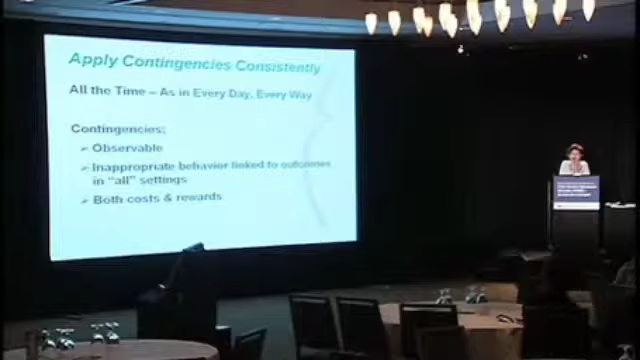 Apply Contingencies Consistently
All the Time – As in Every Day, Every Way
Contingencies:
➢ Observable
➢ Inappropriate behavior linked to outcomes
in "all" settings
➢ Both costs & rewards